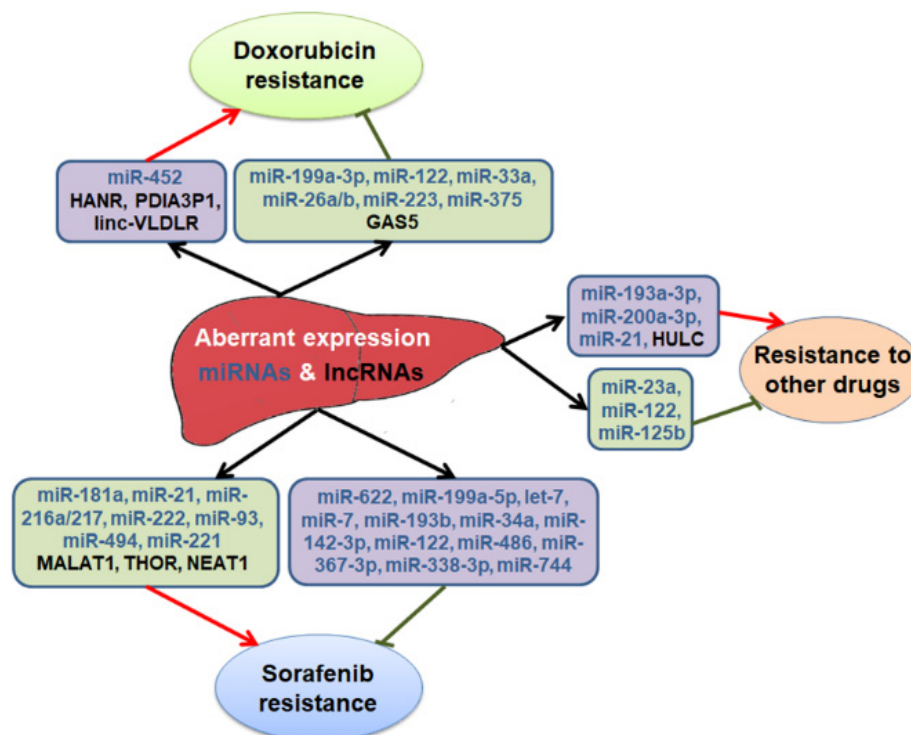 Doxorubicin
resistance
miR-452
HANR, PDIA3P1,
linc-VLDLR
miR-199a-3p, miR-122, miR-33a,
miR-26a/b, miR-223, miR-375
GAS5
Aberrant expression
miRNAs & lncRNAs
miR-193a-3p,
miR-200a-3p,
miR-21, HULC
miR-23a,
miR-122,
miR-125b
Resistance to
other drugs
miR-181a, miR-21, miR-
216a/217, miR-222, miR-93,
miR-494, miR-221
MALAT1, THOR, NEAT1
miR-622, miR-199a-5p, let-7,
miR-7, miR-193b, miR-34a, miR-
142-3p, miR-122, miR-486, miR-
367-3p, miR-338-3p, miR-744
Sorafenib
resistance